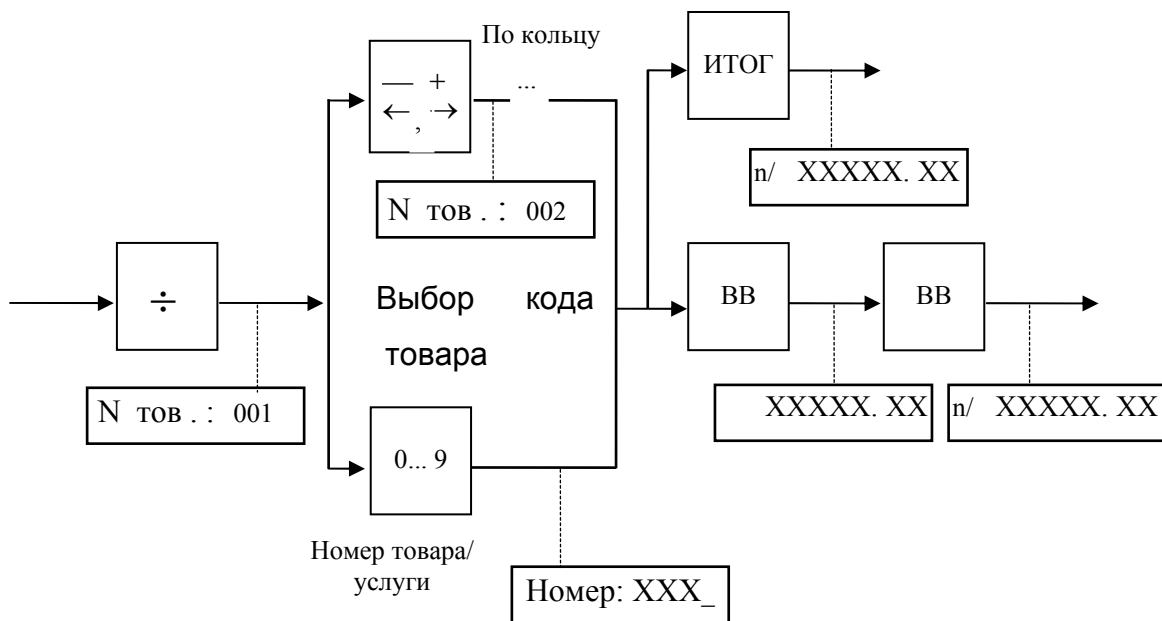 По кольцу
— +
← , →
...
ИТОГ
n/ XXXXX. XX
N тов . : 002
÷
N тов . : 001
Выбор кода
товара
ВВ
ВВ
XXXXX. XX
n/ XXXXX. XX
0... 9
Номер товара/
услуги
Номер: XXX_